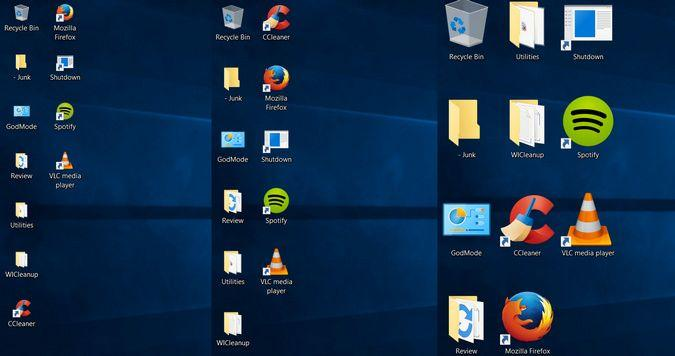 Recycle Bin
Mozilla
Firefox
- Junk
Shutdown
GodMode
Spotify
Review
VLC media
player
Utilities
WICleanup
CCleaner
Recycle Bin
CCleaner
- Junk
Mozilla
Firefox
GodMode
Shutdown
Review
Spotify
Utilities
VLC media
player
WICleanup
Recycle Bin
Utilities
Shutdown
- Junk
WICleanup
Spotify
GodMode
CCleaner
VLC media player
Review
Mozilla Firefox